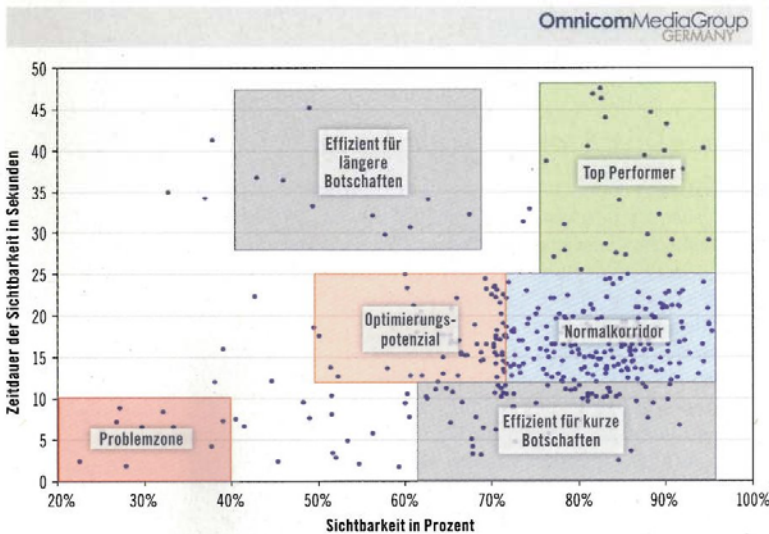 OmnicomMediaGroup
GERMANY
50
45
40
35
30
25
20
15
10
5
0
Zeitdauer der Sichtbarkeit in Sekunden
Effizient für
längere
Botschaften
Top Performer
Optimierungs-
potenzial
Normalkorridor
Problemzone
Effizient für kurze
Botschaften
20% 30% 40% 50% 60% 70% 80% 90% 100%
Sichtbarkeit in Prozent